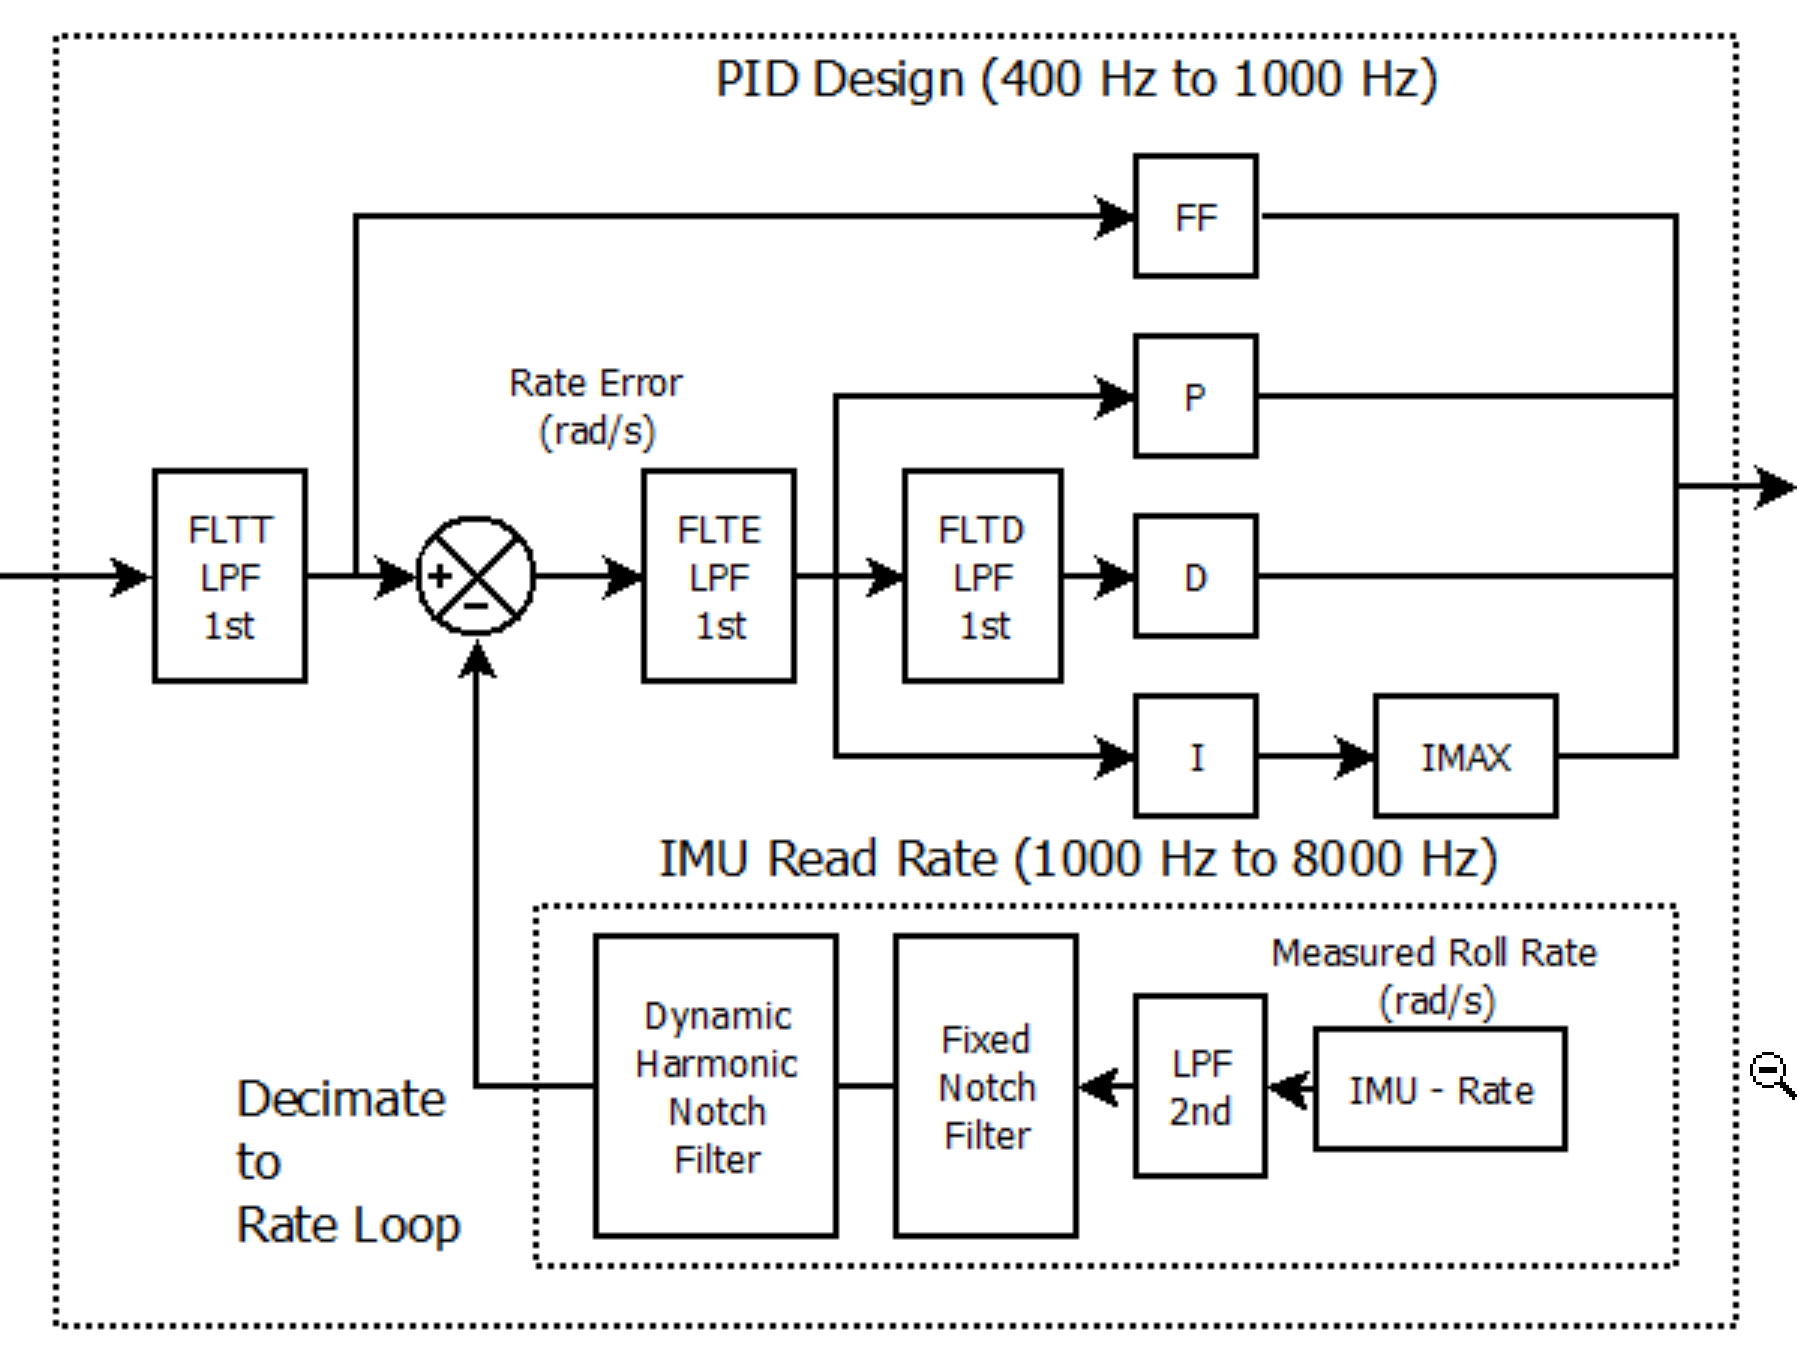 PID Design (400 Hz to 1000 Hz)
FF
Rate Error
(rad/s)
P
FLTT
LPF
1st
+
−
FLTE
LPF
1st
FLTD
LPF
1st
D
I
IMAX
IMU Read Rate (1000 Hz to 8000 Hz)
Measured Roll Rate
(rad/s)
Dynamic
Harmonic
Notch
Filter
Fixed
Notch
Filter
LPF
2nd
IMU - Rate
Decimate
to
Rate Loop